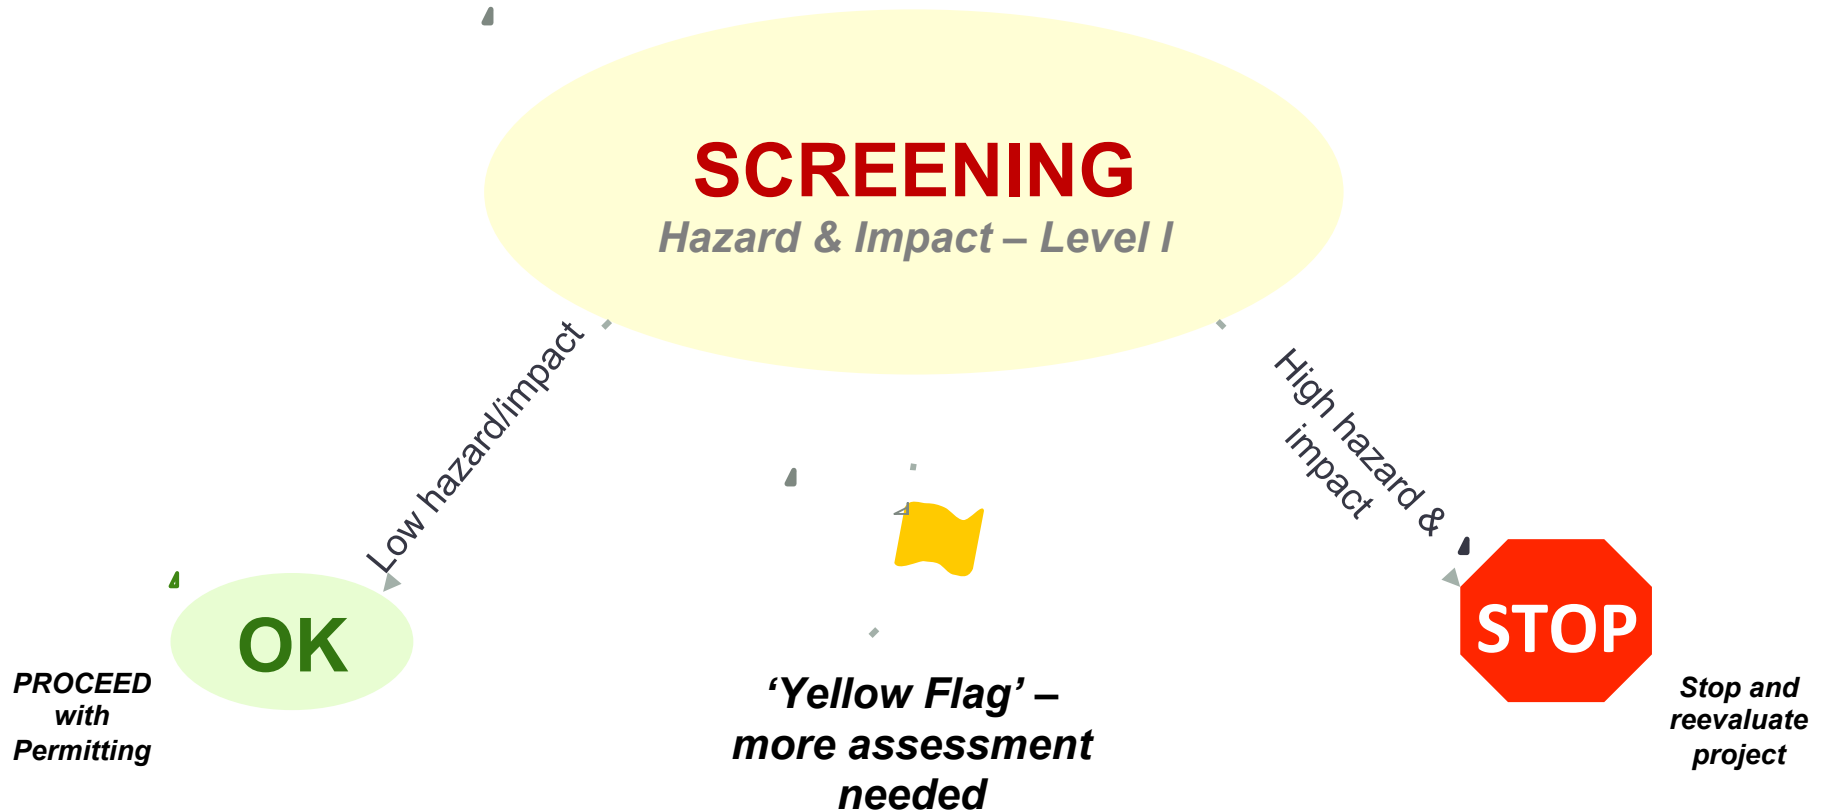 SCREENING
Hazard & Impact – Level I
Low hazard/impact
High hazard &
impact
OK
PROCEED
with
Permitting
‘Yellow Flag’ –
more assessment
needed
STOP
Stop and
reevaluate
project